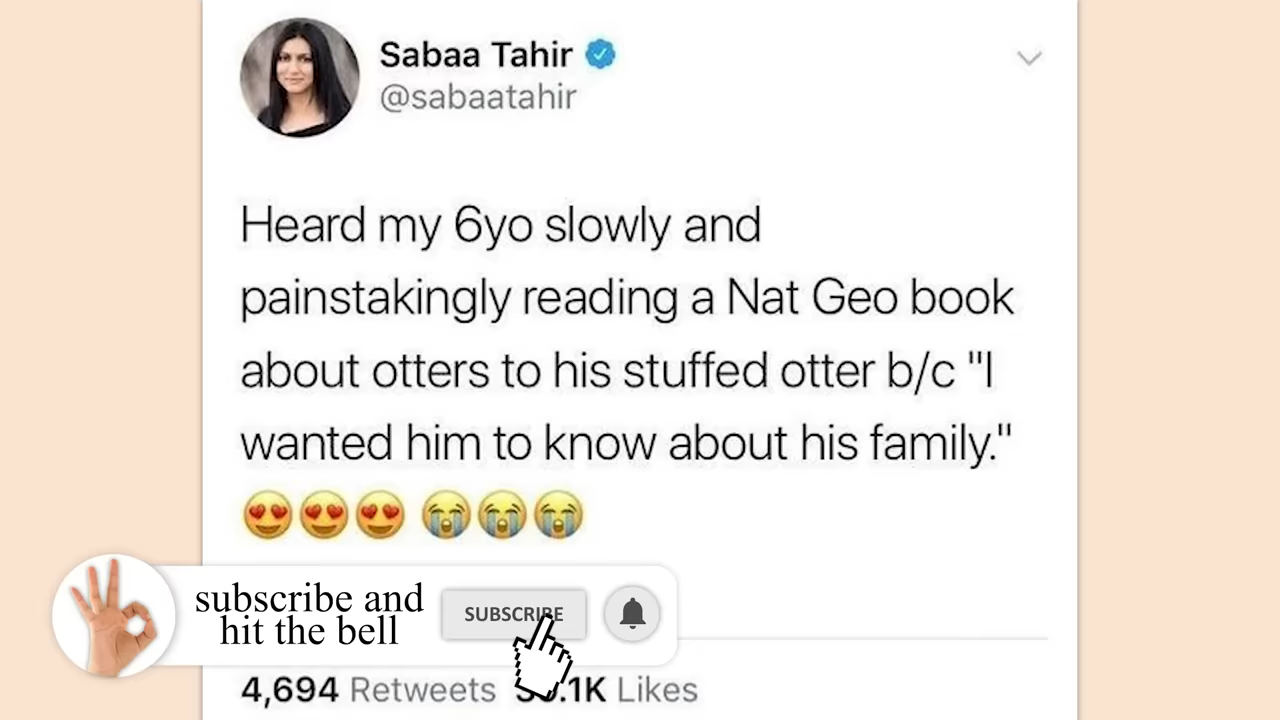 Sabaa Tahir
@sabaatahir
Heard my 6yo slowly and
painstakingly reading a Nat Geo book
about otters to his stuffed otter b/c "I
wanted him to know about his family."
😍😍😍 😭😭😭
subscribe and
hit the bell
SUBSCRIBE
4,694 Retweets Likes